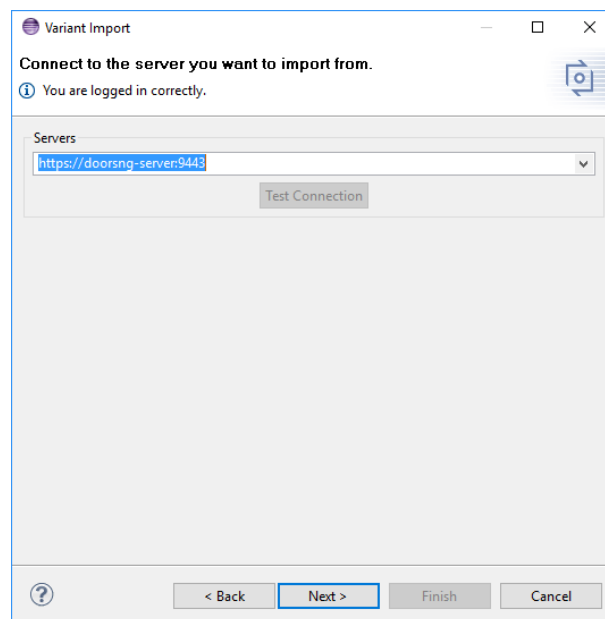 Variant Import
Connect to the server you want to import from.
You are logged in correctly.
Servers
https://doorsng-server:9443
Test Connection
< Back Next > Finish Cancel